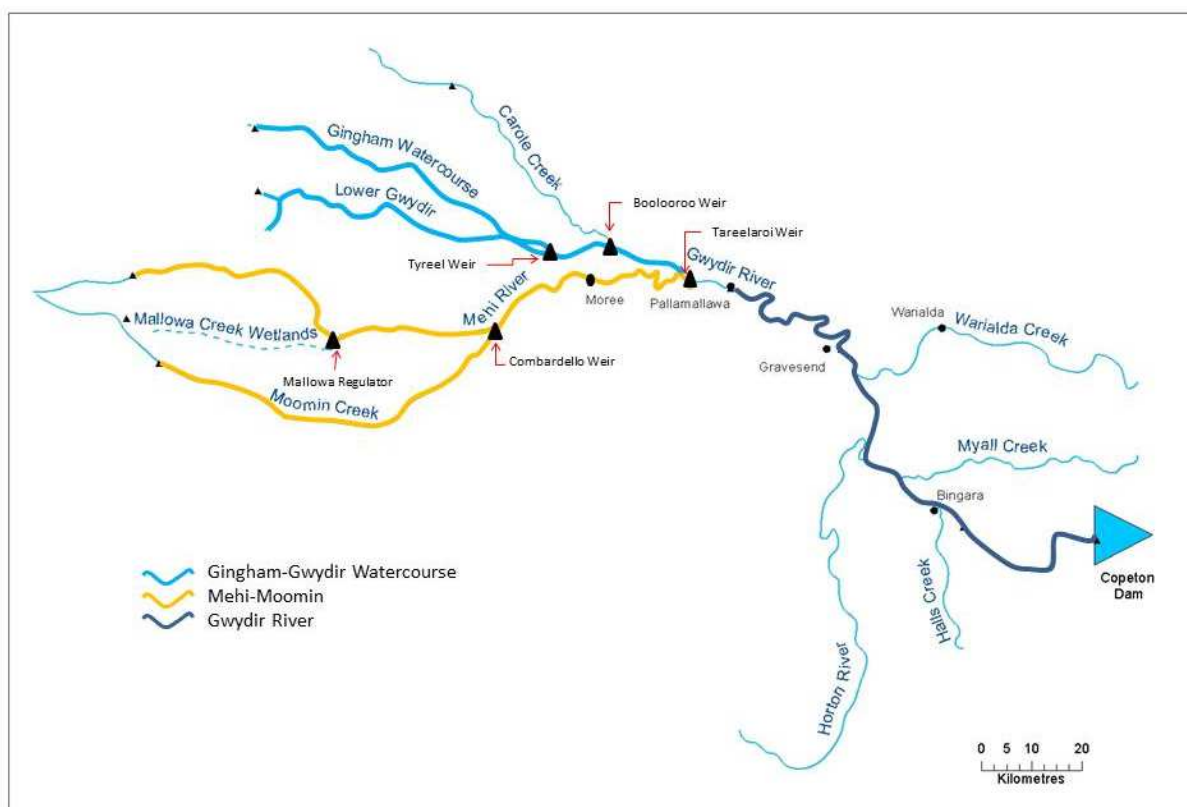 Carole Creek
Gingham Watercourse
Lower Gwydir
Boolooroo Weir
Tareelaroi Weir
Tyreel Weir
Gwydir River
Mehi River
Moree
Pallamallawa
Warialda
Warialda Creek
Mallowa Creek Wetlands
Combardello Weir
Gravesend
Mallowa Regulator
Moomin Creek
Myall Creek
Bingara
Gingham-Gwydir Watercourse
Mehi-Moomin
Gwydir River
Halls Creek
Copeton
Dam
Horton River
0 5 10 20
Kilometres